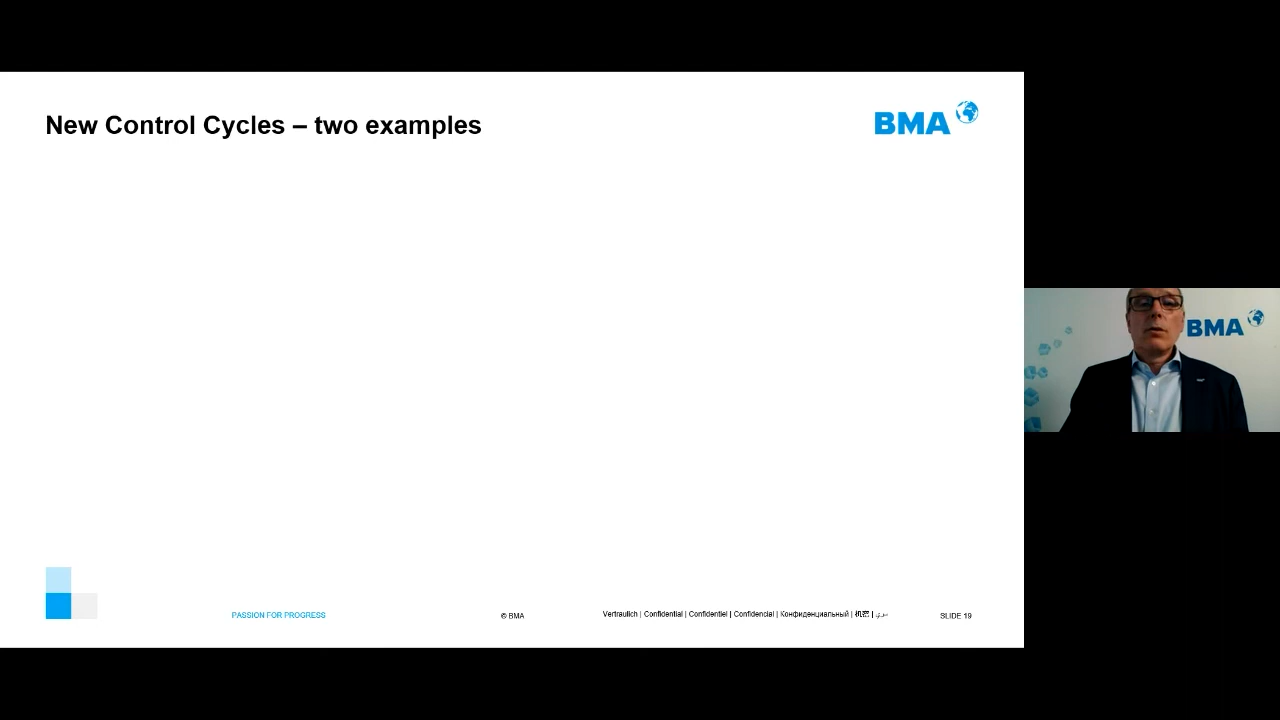 New Control Cycles – two examples
BMA
BMA
PASSION FOR PROGRESS
© BMA
Vertraulich | Confidential | Confidentiel | Confidencial | Конфиденциальный | 机密 | سري
SLIDE 19